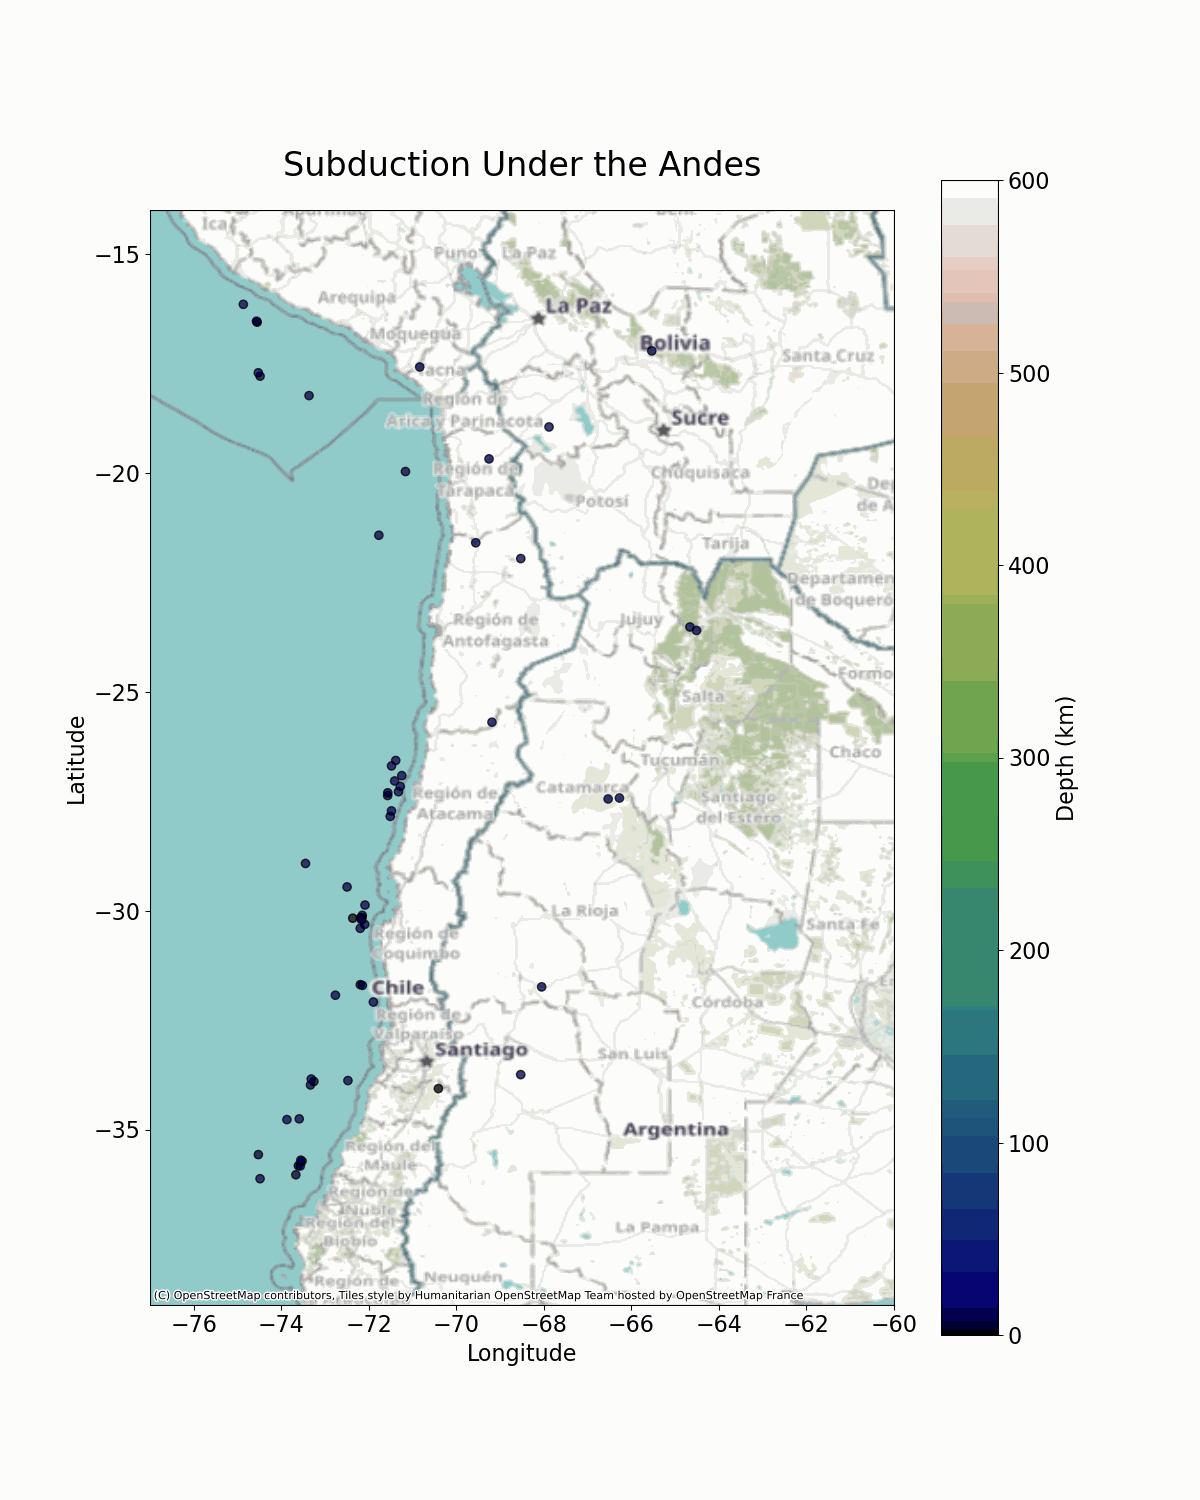 Subduction Under the Andes
600
Ica
Puno
La Paz
−15
Arequipa
La Paz
Moquegua
Bolivia
Santa Cruz
500
Región de
Arica y Parinacota
Sucre
−20
Región de
Tarapacá
Chuquisaca
Potosí
Tarija
400
Departamen
de Boqueró
Región de
Antofagasta
Jujuy
Formo
−25
Salta
Latitude
Chaco
300
Depth (km)
Tucumán
Catamarca
Región de
Atacama
Santiago
del Estero
−30
La Rioja
Santa Fe
200
Región de
Coquimbo
Chile
Córdoba
Región de
Valparaíso
Santiago
San Luis
−35
Argentina
100
Región del
Maule
Región de
Ñuble
Región del
Biobío
La Pampa
Región de
Neuquén
(C) OpenStreetMap contributors, Tiles style by Humanitarian OpenStreetMap Team hosted by OpenStreetMap France
−76 −74 −72 −70 −68 −66 −64 −62 −60
0
Longitude